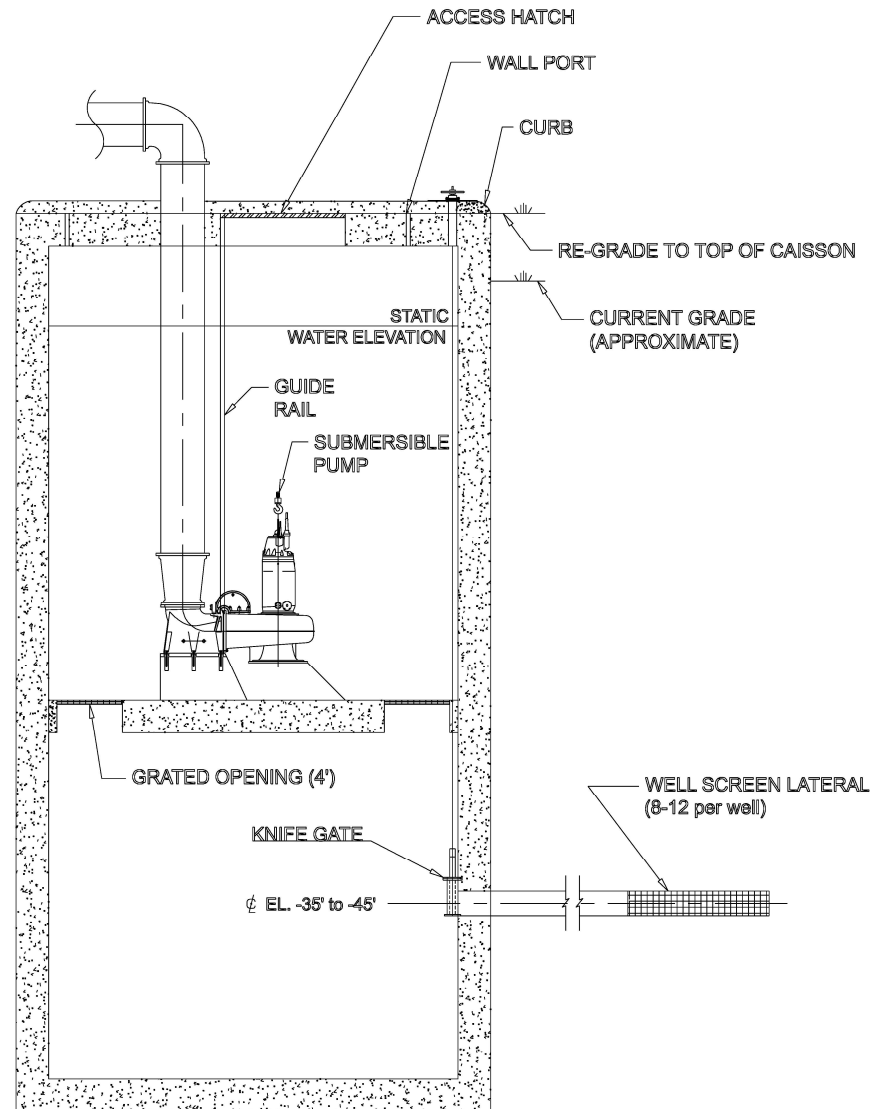 ACCESS HATCH
WALL PORT
CURB
RE-GRADE TO TOP OF CAISSON
STATIC
WATER ELEVATION
CURRENT GRADE
(APPROXIMATE)
GUIDE
RAIL
SUBMERSIBLE
PUMP
GRATED OPENING (4')
WELL SCREEN LATERAL
(8-12 per well)
KNIFE GATE
℄ EL. -35' to -45'